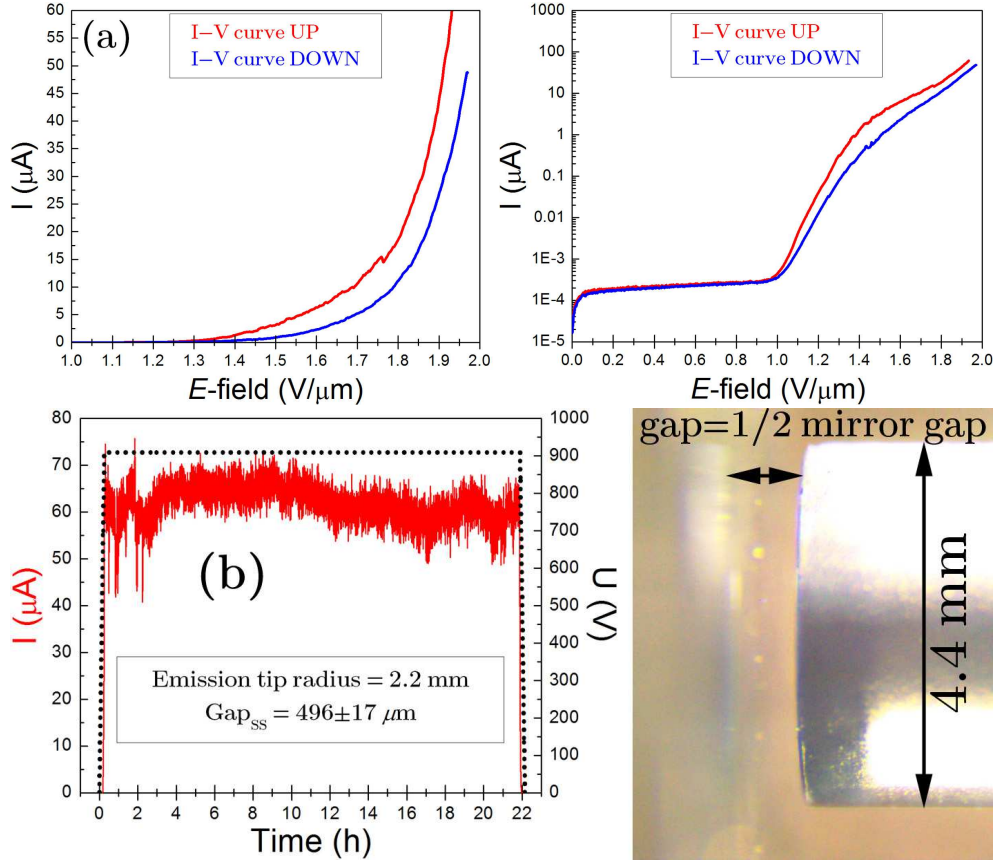 (a)
I–V curve UP
I–V curve DOWN
I (μA)
60
55
50
45
40
35
30
25
20
15
10
5
0
1.0 1.1 1.2 1.3 1.4 1.5 1.6 1.7 1.8 1.9 2.0
E-field (V/μm)
I–V curve UP
I–V curve DOWN
I (μA)
1000
100
10
1
0.1
0.01
1E-3
1E-4
1E-5
0.0 0.2 0.4 0.6 0.8 1.0 1.2 1.4 1.6 1.8 2.0
E-field (V/μm)
(b)
I (μA)
80
70
60
50
40
30
20
10
0
Emission tip radius = 2.2 mm
Gapss = 496±17 μm
0 2 4 6 8 10 12 14 16 18 20 22
Time (h)
1000
900
800
700
600
500
400
300
200
100
0
U (V)
gap=1/2 mirror gap
4.4 mm